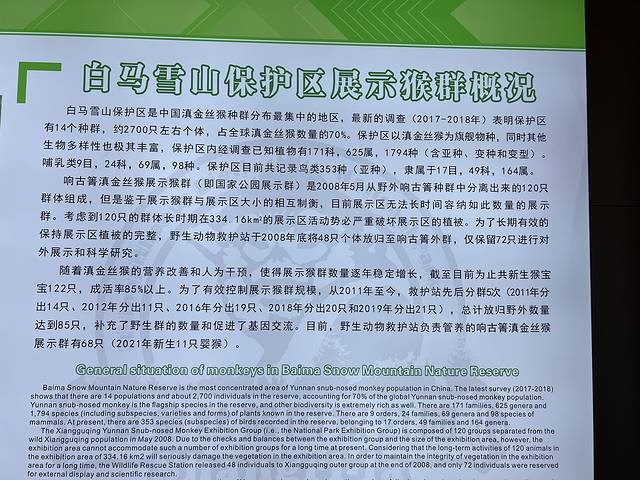 白马雪山保护区展示猴群概况
白马雪山保护区是中国滇金丝猴种群分布最集中的地区，最新的调查（2017-2018年）表明保护区
有14个种群，约2700只左右个体，占全球滇金丝猴数量的70%。保护区以滇金丝猴为旗舰物种，同时其他
生物多样性也极其丰富，保护区内经调查已知植物有171科，625属，1794种（含亚种、变种和变型）。
哺乳类9目，24科，69属，98种。保护区目前共记录鸟类353种（亚种），隶属于17目，49科，164属。
响古箐滇金丝猴展示猴群（即国家公园展示群）是2008年5月从野外响古箐种群中分离出来的120只
群体组成，但是鉴于展示猴群与展示区大小的相互制衡，目前展示区无法长时间容纳如此数量的展示
群。考虑到120只的群体长时期在334.16km²的展示区活动势必严重破坏展示区的植被。为了长期有效的
保持展示区植被的完整，野生动物救护站于2008年底将48只个体放归至响古箐外群，仅保留72只进行对
外展示和科学研究。
随着滇金丝猴的营养改善和人为干预，使得展示猴群数量逐年稳定增长，截至目前为止共新生猴宝
宝122只，成活率85%以上。为了有效控制展示猴群规模，从2011年至今，救护站先后分群5次（2011年分
出14只、2012年分出11只、2016年分出19只、2018年分出20只和2019年分出21只），总计放归野外数量
达到85只，补充了野生群的数量和促进了基因交流。目前，野生动物救护站负责管养的响古箐滇金丝猴
展示群有68只（2021年新生11只婴猴）。
General situation of monkeys in Baima Snow Mountain Nature Reserve
Baima Snow Mountain Nature Reserve is the most concentrated area of Yunnan snub-nosed monkey population in China. The latest survey (2017-2018)
shows that there are 14 populations and about 2,700 individuals in the reserve, accounting for 70% of the global Yunnan snub-nosed monkey population.
Yunnan snub-nosed monkey is the flagship species in the reserve, and other biodiversity is extremely rich as well. There are 171 families, 625 genera and
1,794 species (including subspecies, varieties and forms) of plants known in the reserve. There are 9 orders, 24 families, 69 genera and 98 species of
mammals. At present, there are 353 species (subspecies) of birds recorded in the reserve, belonging to 17 orders, 49 families and 164 genera.
The Xiangguqing Yunnan Snub-nosed Monkey Exhibition Group (i.e., the National Park Exhibition Group) is composed of 120 groups separated from the
wild Xiangguqing population in May 2008. Due to the checks and balances between the exhibition group and the size of the exhibition area, however, the
exhibition area cannot accommodate such a number of exhibition groups for a long time at present. Considering that the long-term activities of 120 animals in
the exhibition area of 334.16 km2 will seriously damage the vegetation in the exhibition area. In order to maintain the integrity of vegetation in the exhibition
area for a long time, the Wildlife Rescue Station released 48 individuals to Xiangguqing outer group at the end of 2008, and only 72 individuals were reserved
for external display and scientific research.